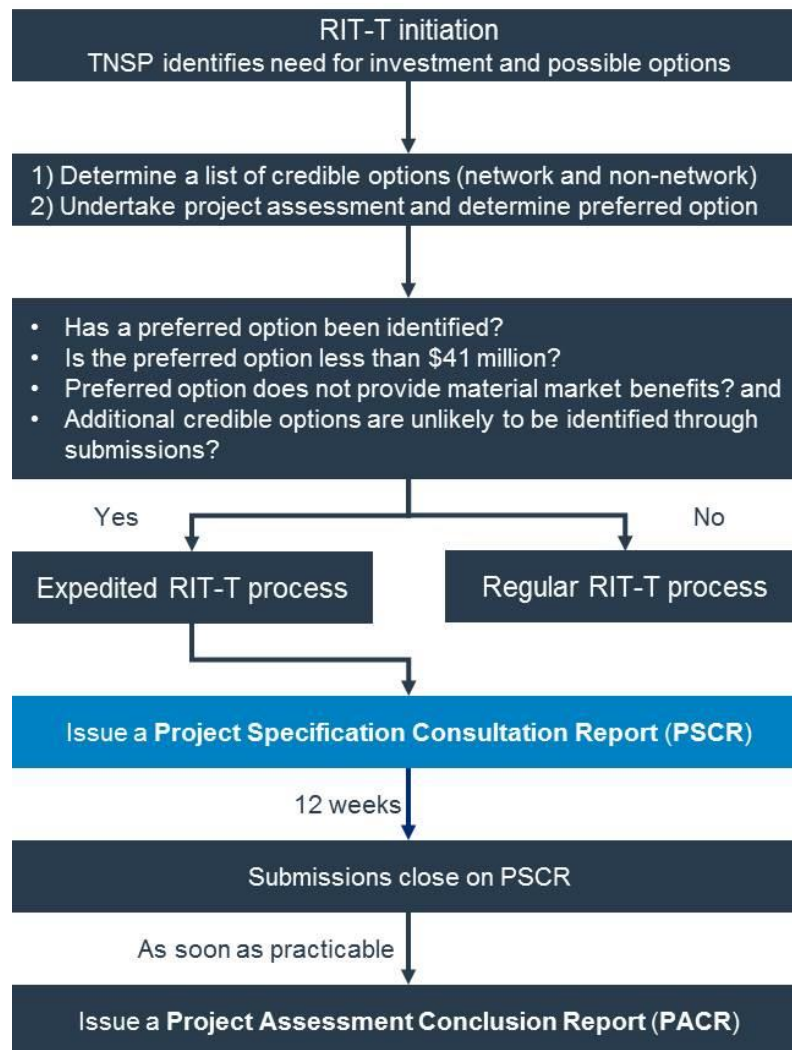 RIT-T initiation
TNSP identifies need for investment and possible options
1) Determine a list of credible options (network and non-network)
2) Undertake project assessment and determine preferred option
• Has a preferred option been identified?
• Is the preferred option less than $41 million?
• Preferred option does not provide material market benefits? and
• Additional credible options are unlikely to be identified through
submissions?
Yes
No
Expedited RIT-T process
Regular RIT-T process
Issue a Project Specification Consultation Report (PSCR)
12 weeks
Submissions close on PSCR
As soon as practicable
Issue a Project Assessment Conclusion Report (PACR)